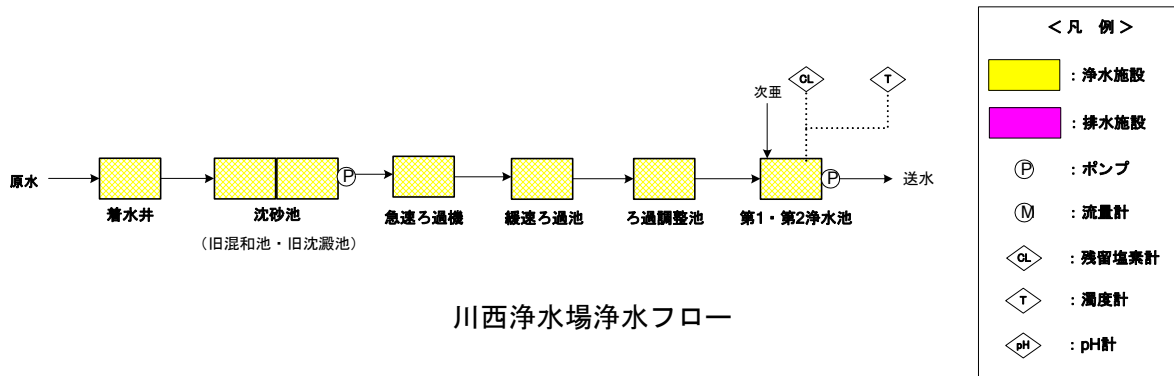 ＜凡 例＞
：浄水施設
：排水施設
P ：ポンプ
M ：流量計
CL ：残留塩素計
T ：濁度計
pH ：pH計
CL
T
次亜
原水
P
P
送水
着水井
沈砂池
急速ろ過機
緩速ろ過池
ろ過調整池
第1・第2浄水池
（旧混和池・旧沈澱池）
川西浄水場浄水フロー